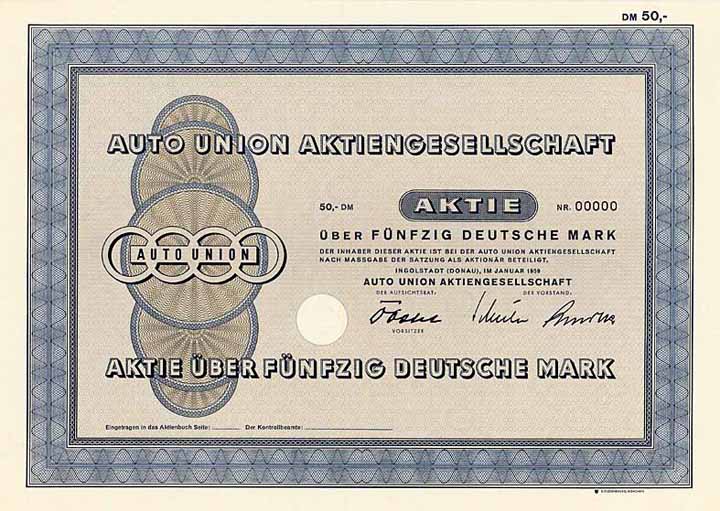 DM 50,-
AUTO UNION AKTIENGESELLSCHAFT
50,- DM AKTIE NR. 00000
ÜBER FÜNFZIG DEUTSCHE MARK
DER INHABER DIESER AKTIE IST BEI DER AUTO UNION AKTIENGESELLSCHAFT
NACH MASSGABE DER SATZUNG ALS AKTIONÄR BETEILIGT.
AUTO UNION
INGOLSTADT (DONAU), IM JANUAR 1959
AUTO UNION AKTIENGESELLSCHAFT
DER AUFSICHTSRAT: DER VORSTAND:
VORSITZER
AKTIE ÜBER FÜNFZIG DEUTSCHE MARK
Eingetragen in das Aktienbuch Seite: Der Kontrollbeamte: